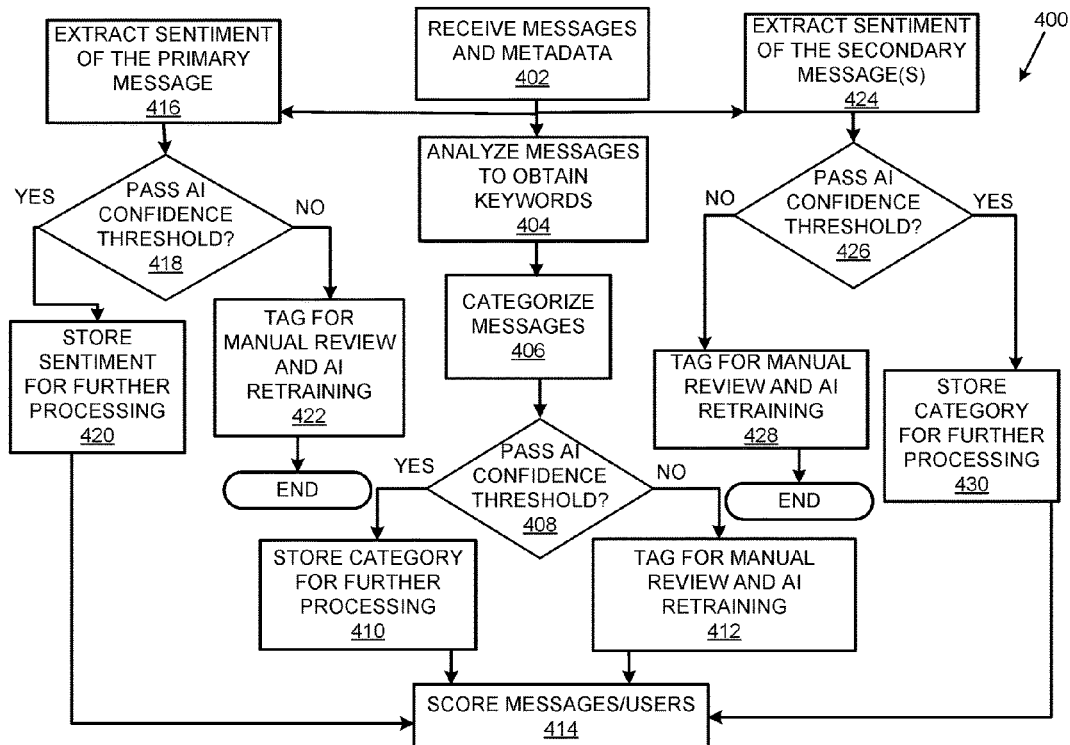 EXTRACT SENTIMENT
OF THE PRIMARY
MESSAGE
416
RECEIVE MESSAGES
AND METADATA
402
EXTRACT SENTIMENT
OF THE SECONDARY
MESSAGE(S)
424
400
YES
PASS AI
CONFIDENCE
THRESHOLD?
418
NO
ANALYZE MESSAGES
TO OBTAIN
KEYWORDS
404
NO
PASS AI
CONFIDENCE
THRESHOLD?
426
YES
STORE
SENTIMENT
FOR FURTHER
PROCESSING
420
TAG FOR
MANUAL REVIEW
AND AI
RETRAINING
422
END
CATEGORIZE
MESSAGES
406
TAG FOR MANUAL
REVIEW AND AI
RETRAINING
428
END
STORE
CATEGORY
FOR FURTHER
PROCESSING
430
YES
PASS AI
CONFIDENCE
THRESHOLD?
408
NO
STORE CATEGORY
FOR FURTHER
PROCESSING
410
TAG FOR MANUAL
REVIEW AND AI
RETRAINING
412
SCORE MESSAGES/USERS
414